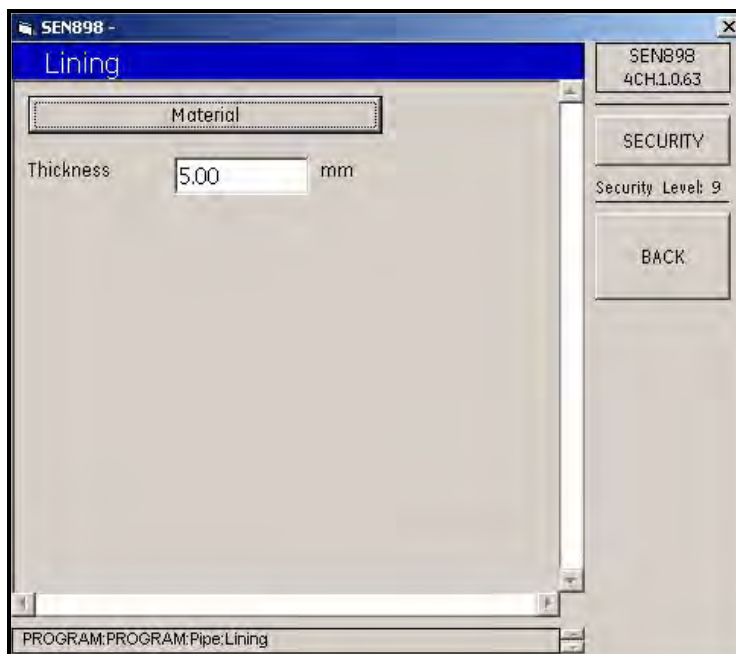 SEN898 -
Lining
Material
Thickness 5.00 mm
SEN898
4CH.1.0.63
SECURITY
Security Level: 9
BACK
PROGRAM:PROGRAM:Pipe:Lining